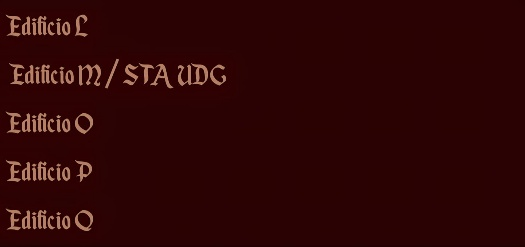 Edificio L
Edificio M / STA UDG
Edificio O
Edificio P
Edificio Q